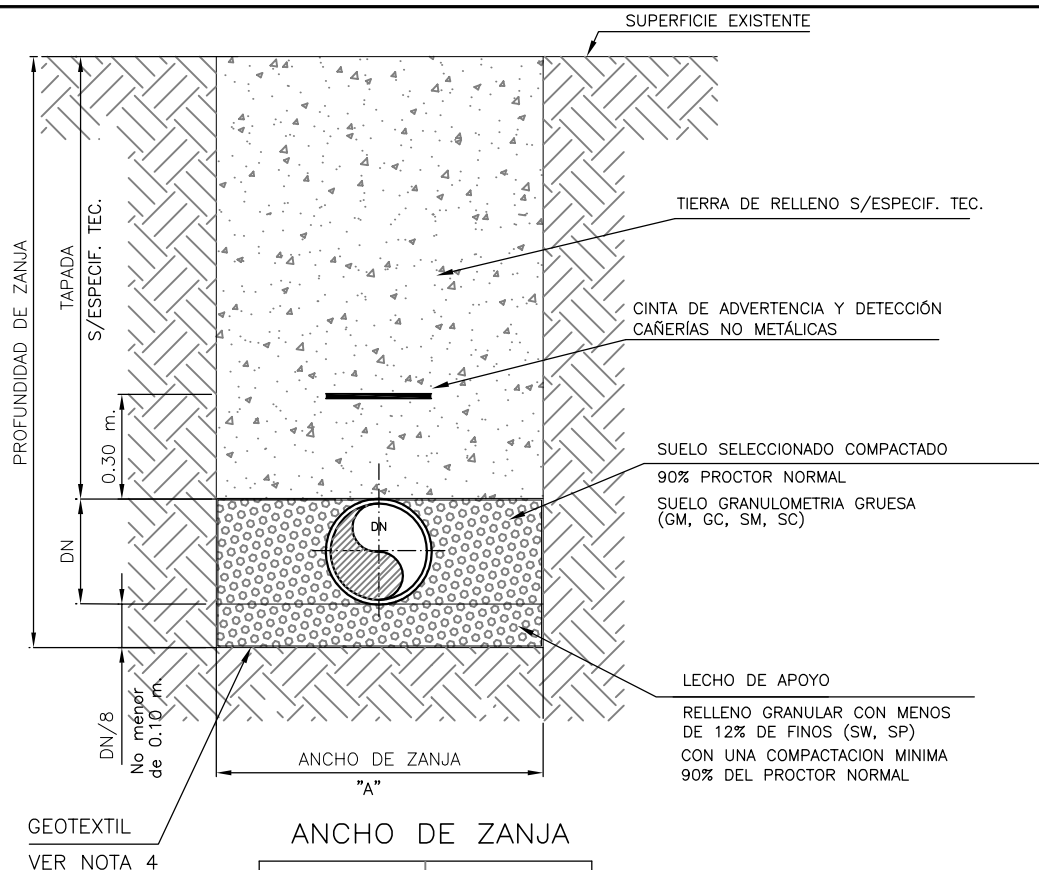 SUPERFICIE EXISTENTE
PROFUNDIDAD DE ZANJA
TAPADA
S/ESPECIF. TEC.
TIERRA DE RELLENO S/ESPECIF. TEC.
CINTA DE ADVERTENCIA Y DETECCIÓN
CAÑERÍAS NO METÁLICAS
0.30 m.
SUELO SELECCIONADO COMPACTADO
90% PROCTOR NORMAL
SUELO GRANULOMETRIA GRUESA
(GM, GC, SM, SC)
DN
DN
LECHO DE APOYO
RELLENO GRANULAR CON MENOS
DE 12% DE FINOS (SW, SP)
CON UNA COMPACTACION MINIMA
90% DEL PROCTOR NORMAL
DN/8
No menor
de 0.10 m.
ANCHO DE ZANJA
"A"
GEOTEXTIL
VER NOTA 4
ANCHO DE ZANJA